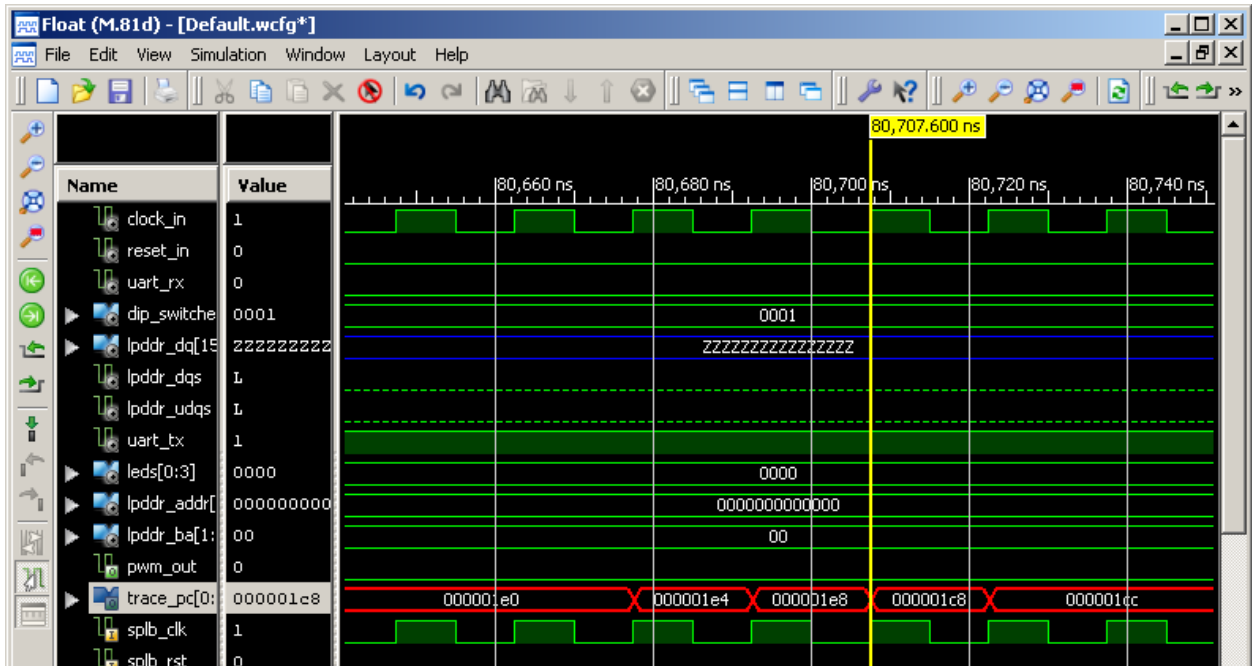 Float (M.81d) - [Default.wcfg*]
File Edit View Simulation Window Layout Help
80,707.600 ns
Name Value 80,660 ns 80,680 ns 80,700 ns 80,720 ns 80,740 ns
clock_in 1
reset_in 0
uart_rx 0
dip_switche 0001 0001
lpddr_dq[15 ZZZZZZZZZ ZZZZZZZZZZZZZZZZ
lpddr_dqs L
lpddr_udqs L
uart_tx 1
leds[0:3] 0000 0000
lpddr_addr[ 000000000 0000000000000
lpddr_ba[1: 00 00
pwm_out 0
trace_pc[0: 000001c8 000001e0 000001e4 000001e8 000001c8 000001cc
splb_clk 1
splb_rst 0